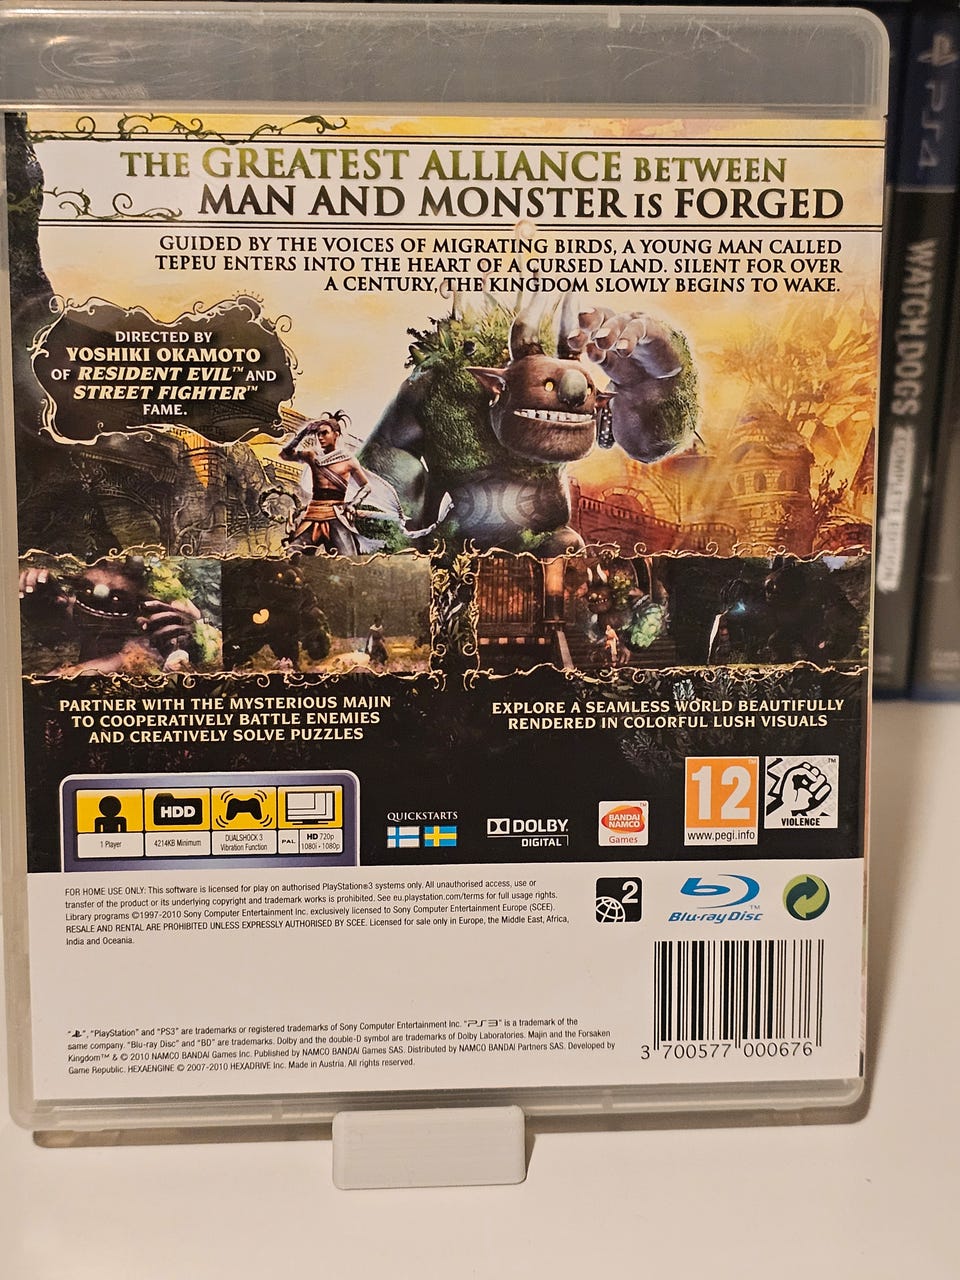 THE GREATEST ALLIANCE BETWEEN
MAN AND MONSTER IS FORGED
GUIDED BY THE VOICES OF MIGRATING BIRDS, A YOUNG MAN CALLED
TEPEU ENTERS INTO THE HEART OF A CURSED LAND. SILENT FOR OVER
A CENTURY, THE KINGDOM SLOWLY BEGINS TO WAKE.
DIRECTED BY
YOSHIKI OKAMOTO
OF RESIDENT EVIL™ AND
STREET FIGHTER™
FAME.
PARTNER WITH THE MYSTERIOUS MAJIN
TO COOPERATIVELY BATTLE ENEMIES
AND CREATIVELY SOLVE PUZZLES
EXPLORE A SEAMLESS WORLD BEAUTIFULLY
RENDERED IN COLORFUL LUSH VISUALS
HDD
1 Player
4214KB Minimum
DUALSHOCK 3
Vibration Function
PAL
HD 720p
1080i • 1080p
QUICKSTARTS
DOLBY
DIGITAL
BANDAI
NAMCO
Games
12
www.pegi.info
VIOLENCE
FOR HOME USE ONLY: This software is licensed for play on authorised PlayStation®3 systems only. All unauthorised access, use or
transfer of the product or its underlying copyright and trademark works is prohibited. See eu.playstation.com/terms for full usage rights.
Library programs ©1997-2010 Sony Computer Entertainment Inc. exclusively licensed to Sony Computer Entertainment Europe (SCEE).
RESALE AND RENTAL ARE PROHIBITED UNLESS EXPRESSLY AUTHORISED BY SCEE. Licensed for sale only in Europe, the Middle East, Africa,
India and Oceania.
2
Blu-ray Disc™
"PS", "PlayStation" and "PS3" are trademarks or registered trademarks of Sony Computer Entertainment Inc. "PS3" is a trademark of the
same company. "Blu-ray Disc" and "BD" are trademarks. Dolby and the double-D symbol are trademarks of Dolby Laboratories. Majin and the Forsaken
Kingdom™ & © 2010 NAMCO BANDAI Games Inc. Published by NAMCO BANDAI Games SAS. Distributed by NAMCO BANDAI Partners SAS. Developed by
Game Republic. HEXAENGINE © 2007-2010 HEXADRIVE Inc. Made in Austria. All rights reserved.
3 700577 000676
PS4
WATCH DOGS
COMPLETE EDITION